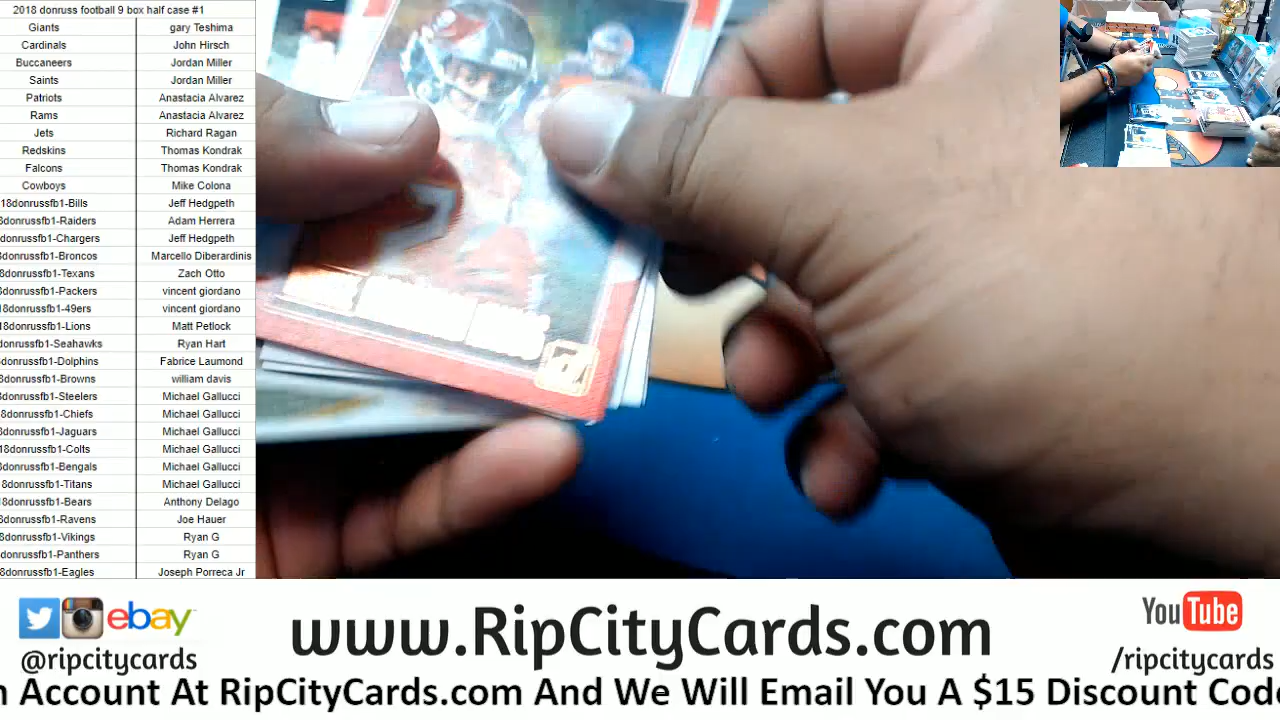 2018 donruss football 9 box half case #1
Giants gary Teshima
Cardinals John Hirsch
Buccaneers Jordan Miller
Saints Jordan Miller
Patriots Anastacia Alvarez
Rams Anastacia Alvarez
Jets Richard Ragan
Redskins Thomas Kondrak
Falcons Thomas Kondrak
Cowboys Mike Colona
18donrussfb1-Bills Jeff Hedgpeth
8donrussfb1-Raiders Adam Herrera
donrussfb1-Chargers Jeff Hedgpeth
donrussfb1-Broncos Marcello Diberardinis
8donrussfb1-Texans Zach Otto
8donrussfb1-Packers vincent giordano
18donrussfb1-49ers vincent giordano
18donrussfb1-Lions Matt Petlock
donrussfb1-Seahawks Ryan Hart
donrussfb1-Dolphins Fabrice Laumond
8donrussfb1-Browns william davis
8donrussfb1-Steelers Michael Gallucci
8donrussfb1-Chiefs Michael Gallucci
8donrussfb1-Jaguars Michael Gallucci
18donrussfb1-Colts Michael Gallucci
8donrussfb1-Bengals Michael Gallucci
18donrussfb1-Titans Michael Gallucci
18donrussfb1-Bears Anthony Delago
8donrussfb1-Ravens Joe Hauer
8donrussfb1-Vikings Ryan G
donrussfb1-Panthers Ryan G
8donrussfb1-Eagles Joseph Porreca Jr
ebay
@ripcitycards
www.RipCityCards.com
YouTube
/ripcitycards
n Account At RipCityCards.com And We Will Email You A $15 Discount Code